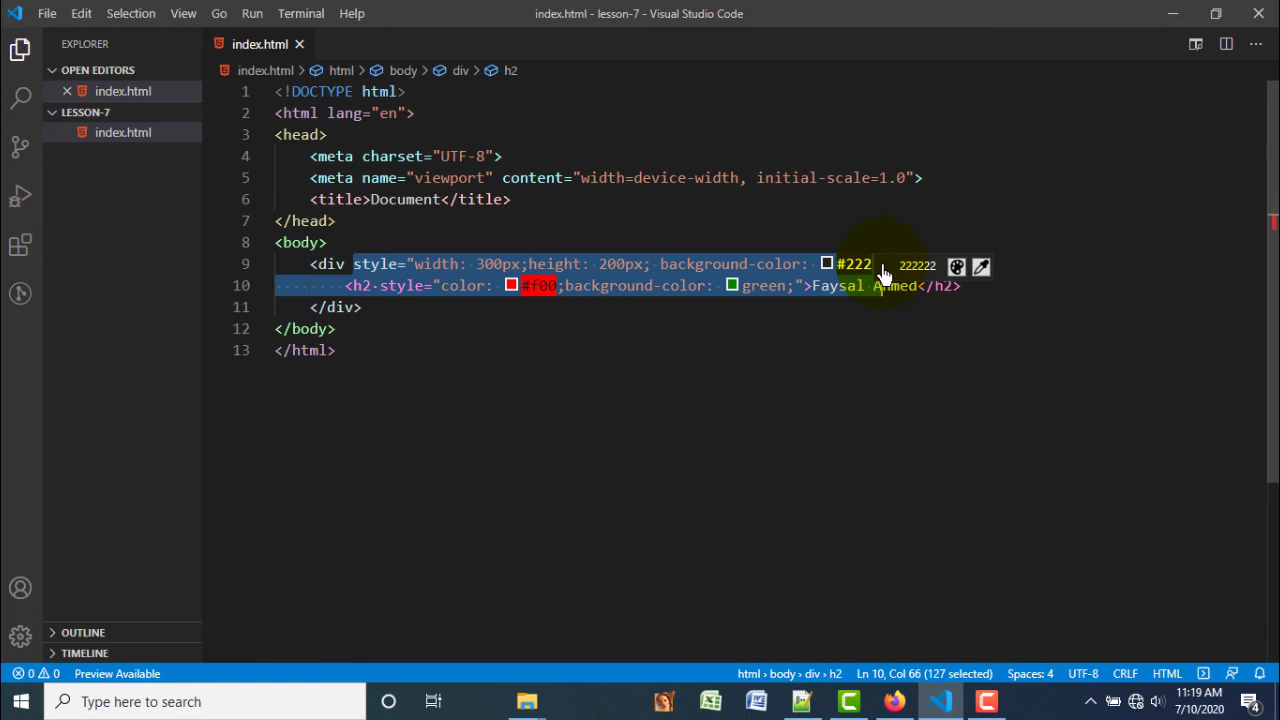 File Edit Selection View Go Run Terminal Help index.html - lesson-7 - Visual Studio Code
EXPLORER
index.html
OPEN EDITORS
index.html
LESSON-7
index.html
index.html > html > body > div > h2
1 <!DOCTYPE html>
2 <html lang="en">
3 <head>
4 <meta charset="UTF-8">
5 <meta name="viewport" content="width=device-width, initial-scale=1.0">
6 <title>Document</title>
7 </head>
8 <body>
9 <div style="width: 300px;height: 200px; background-color: #222
222222
10 <h2 style="color: #f00;background-color: green;">Faysal Ahmed</h2>
11 </div>
12 </body>
13 </html>
OUTLINE
TIMELINE
0 0 Preview Available html > body > div > h2 Ln 10, Col 66 (127 selected) Spaces: 4 UTF-8 CRLF HTML
Type here to search
11:19 AM
7/10/2020
4